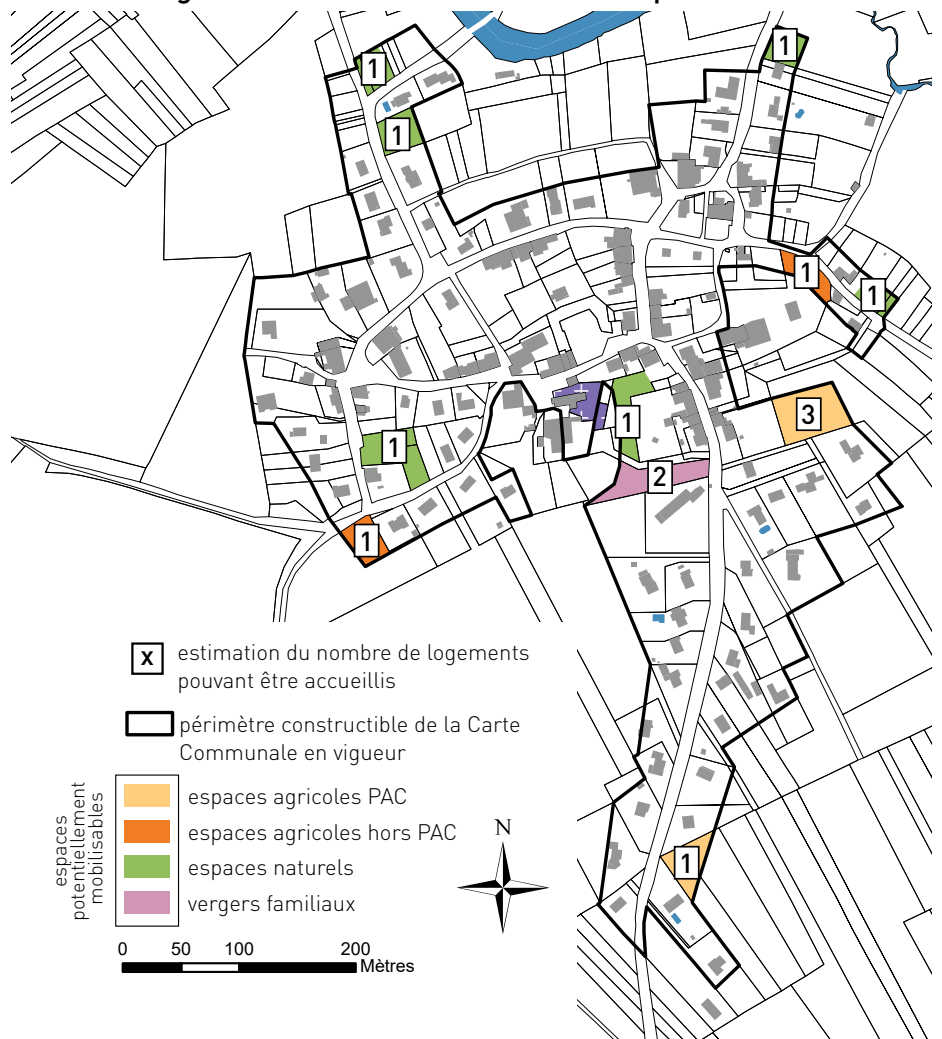 1
1
1
1
1
3
1
1
2
1
x estimation du nombre de logements
pouvant être accueillis
périmètre constructible de la Carte
Communale en vigueur
espaces
potentiellement
mobilisables
espaces agricoles PAC
espaces agricoles hors PAC
espaces naturels
vergers familiaux
N
0 50 100 200
Mètres
1